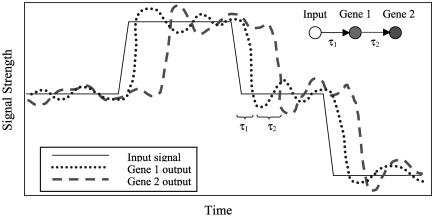 Input Gene 1 Gene 2
τ1 τ2
Signal Strength
τ1 τ2
Input signal
Gene 1 output
Gene 2 output
Time